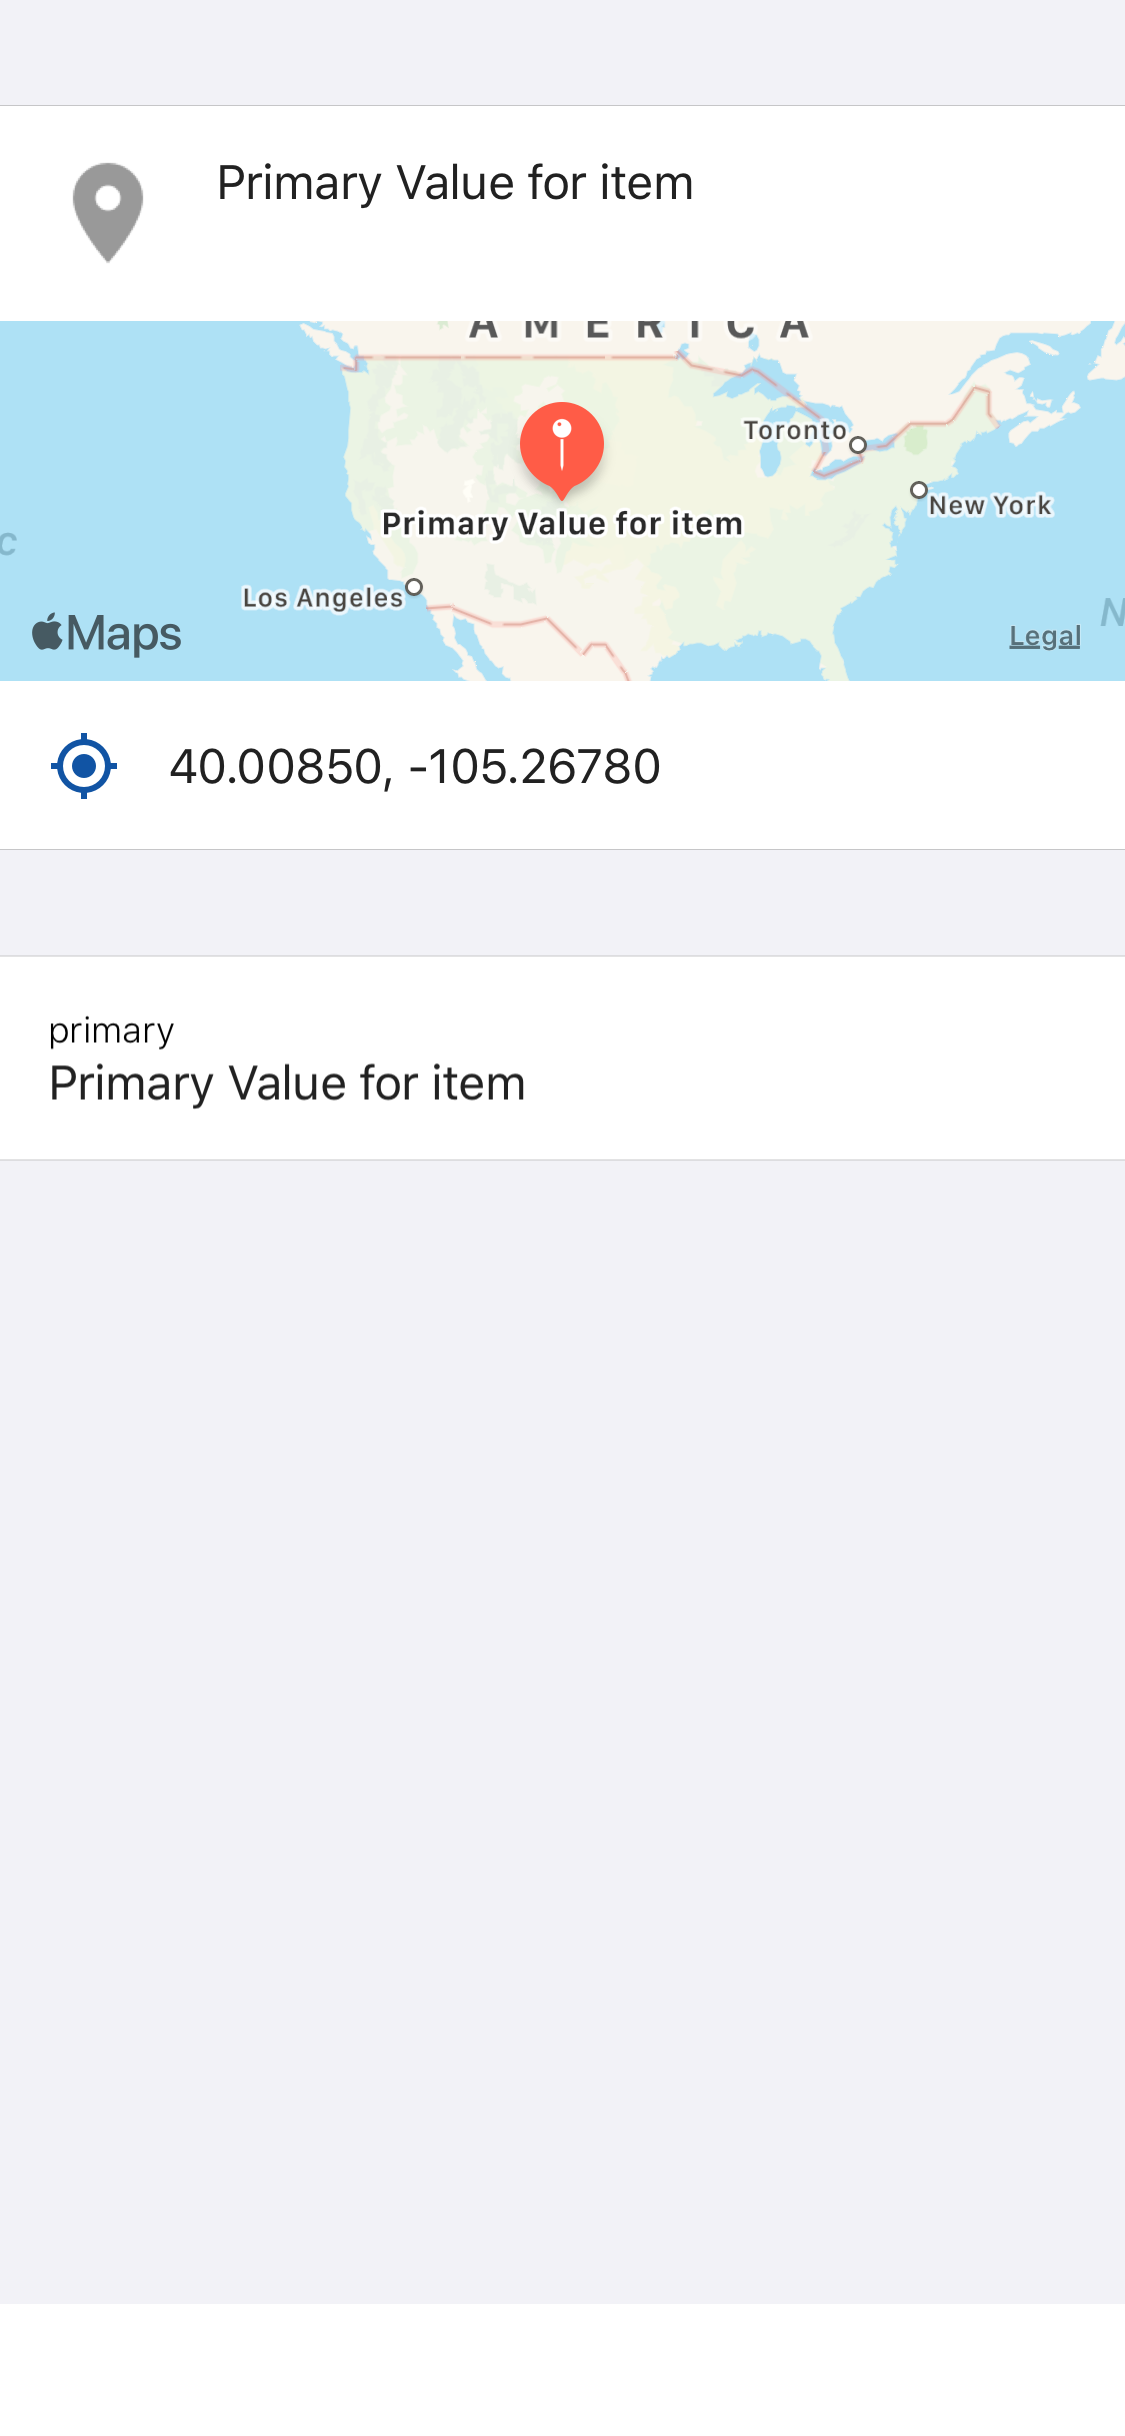 Primary Value for item
AMERICA
Toronto
New York
Primary Value for item
C
Los Angeles
Maps
Legal
N
40.00850, -105.26780
primary
Primary Value for item